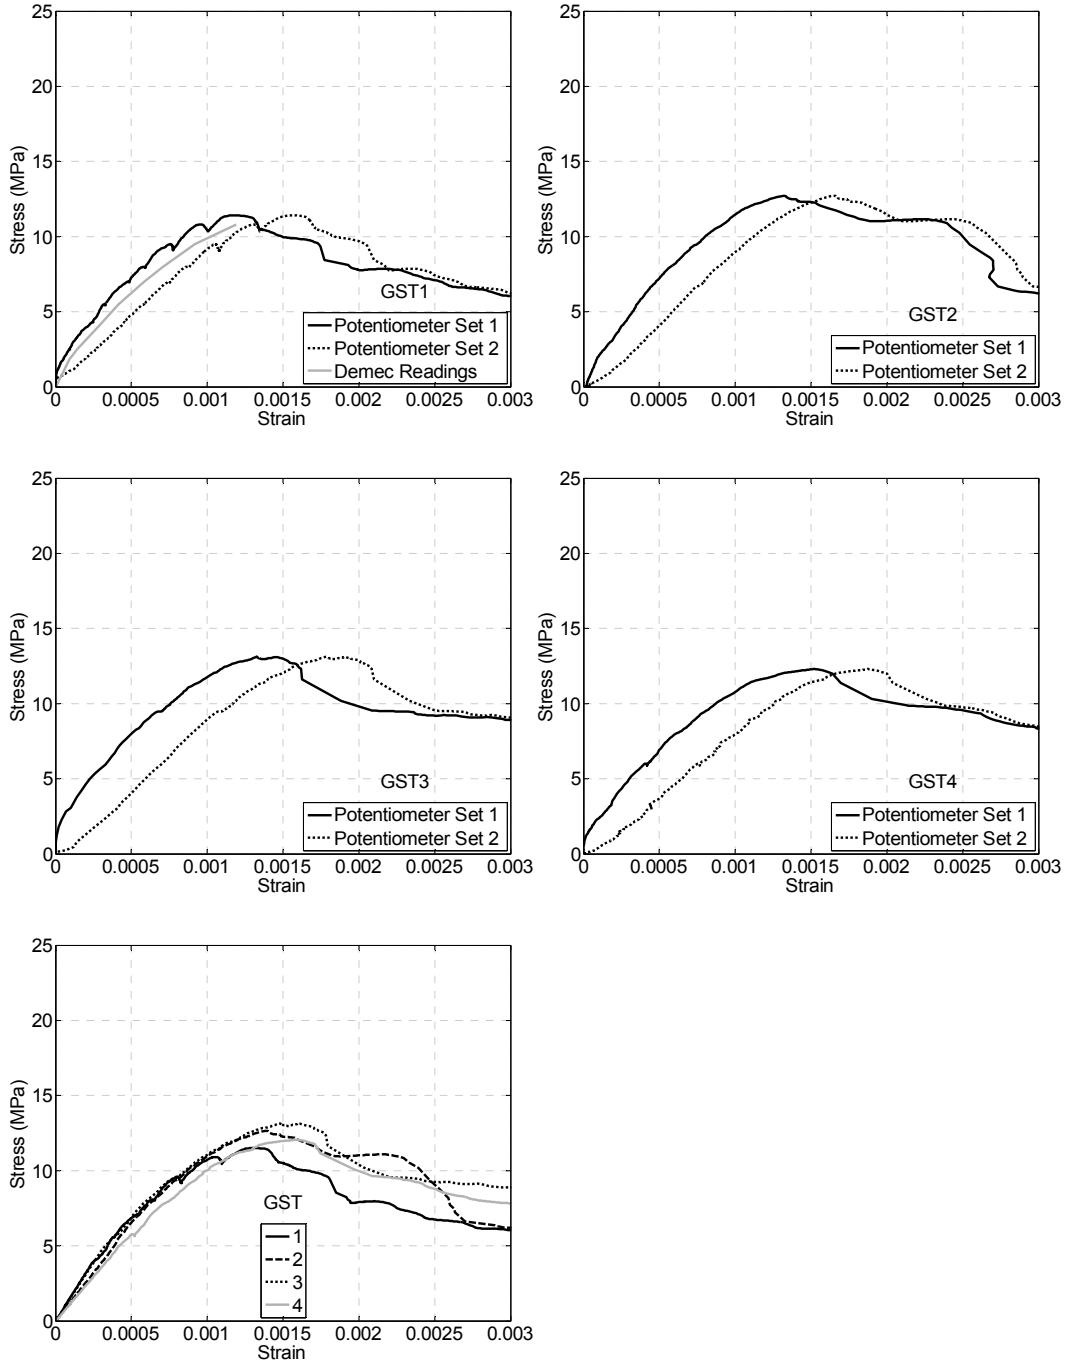 25
20
15
10
5
0
Stress (MPa)
GST1
Potentiometer Set 1
Potentiometer Set 2
Demec Readings
0 0.0005 0.001 0.0015 0.002 0.0025 0.003
Strain
25
20
15
10
5
0
Stress (MPa)
GST2
Potentiometer Set 1
Potentiometer Set 2
0 0.0005 0.001 0.0015 0.002 0.0025 0.003
Strain
25
20
15
10
5
0
Stress (MPa)
GST3
Potentiometer Set 1
Potentiometer Set 2
0 0.0005 0.001 0.0015 0.002 0.0025 0.003
Strain
25
20
15
10
5
0
Stress (MPa)
GST4
Potentiometer Set 1
Potentiometer Set 2
0 0.0005 0.001 0.0015 0.002 0.0025 0.003
Strain
25
20
15
10
5
0
Stress (MPa)
GST
1
2
3
4
0 0.0005 0.001 0.0015 0.002 0.0025 0.003
Strain